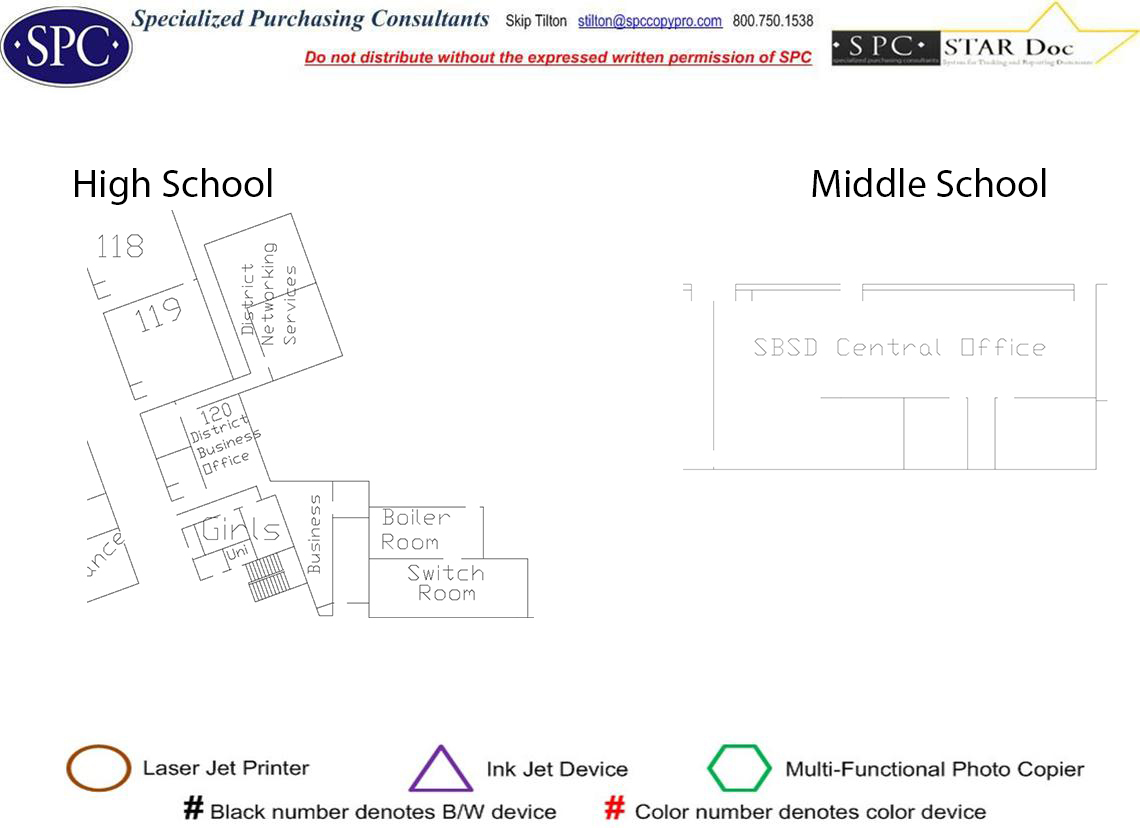 Specialized Purchasing Consultants Skip Tilton stilton@spccopypro.com 800.750.1538
·SPC·
Do not distribute without the expressed written permission of SPC
·SPC· STAR Doc
specialized purchasing consultants System for Tracking and Reporting Documents
High School
Middle School
118
119
District
Networking
Services
SBSD Central Office
120
District
Business
Office
Girls
Uni
Business
Boiler
Room
Switch
Room
ance
Laser Jet Printer
Ink Jet Device
Multi-Functional Photo Copier
# Black number denotes B/W device
# Color number denotes color device